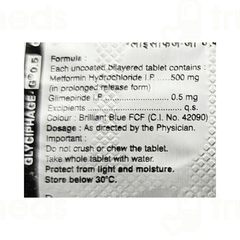 Formula :
Each uncoated bilayered tablet contains :
Metformin Hydrochloride I.P. ..... 500 mg
(in prolonged release form)
Glimepiride I.P. ..... 0.5 mg
Excipients ..... q.s.
Colour : Brilliant Blue FCF (C.I. No. 42090)
Dosage : As directed by the Physician.
Important :
Do not crush or chew the tablet.
Take whole tablet with water.
Protect from light and moisture.
Store below 30°C.
GLYCIPHAGE-G® 0.5